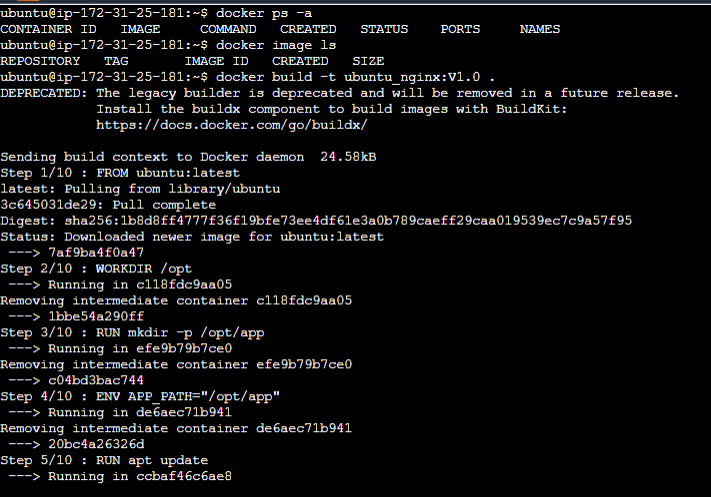 ubuntu@ip-172-31-25-181:~$ docker ps -a
CONTAINER ID   IMAGE     COMMAND   CREATED   STATUS    PORTS     NAMES
ubuntu@ip-172-31-25-181:~$ docker image ls
REPOSITORY   TAG       IMAGE ID   CREATED   SIZE
ubuntu@ip-172-31-25-181:~$ docker build -t ubuntu_nginx:V1.0 .
DEPRECATED: The legacy builder is deprecated and will be removed in a future release.
            Install the buildx component to build images with BuildKit:
            https://docs.docker.com/go/buildx/

Sending build context to Docker daemon  24.58kB
Step 1/10 : FROM ubuntu:latest
latest: Pulling from library/ubuntu
3c645031de29: Pull complete
Digest: sha256:1b8d8ff4777f36f19bfe73ee4df61e3a0b789caeff29caa019539ec7c9a57f95
Status: Downloaded newer image for ubuntu:latest
 ---> 7af9ba4f0a47
Step 2/10 : WORKDIR /opt
 ---> Running in c118fdc9aa05
Removing intermediate container c118fdc9aa05
 ---> 1bbe54a290ff
Step 3/10 : RUN mkdir -p /opt/app
 ---> Running in efe9b79b7ce0
Removing intermediate container efe9b79b7ce0
 ---> c04bd3bac744
Step 4/10 : ENV APP_PATH="/opt/app"
 ---> Running in de6aec71b941
Removing intermediate container de6aec71b941
 ---> 20bc4a26326d
Step 5/10 : RUN apt update
 ---> Running in ccbaf46c6ae8